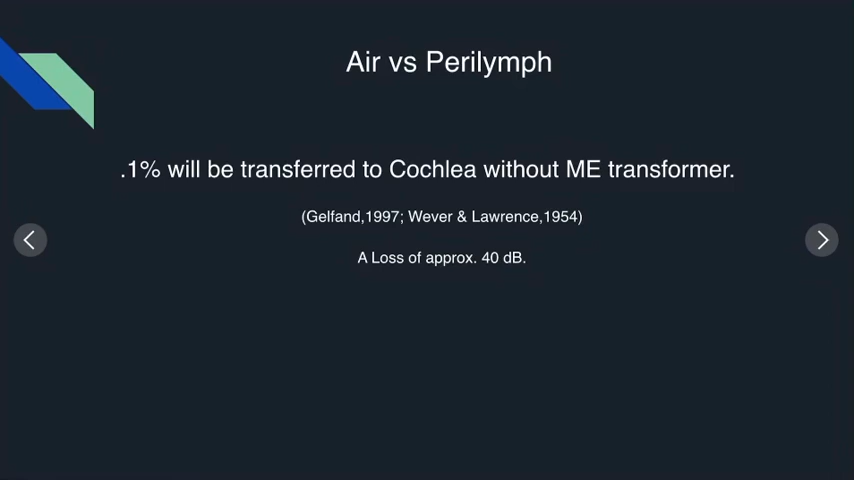 Air vs Perilymph
.1% will be transferred to Cochlea without ME transformer.
(Gelfand,1997; Wever & Lawrence,1954)
A Loss of approx. 40 dB.